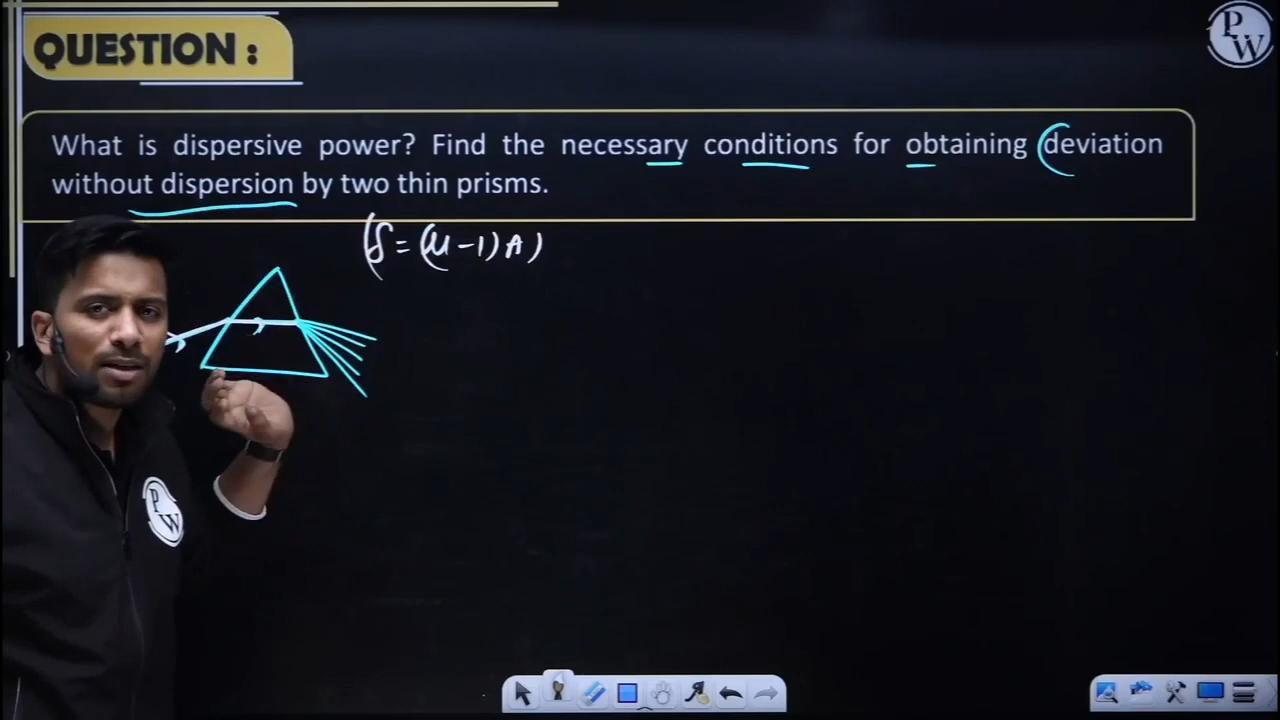 QUESTION :
P
W
What is dispersive power? Find the necessary conditions for obtaining deviation
without dispersion by two thin prisms.
(δ = (μ - 1) A)
P
W